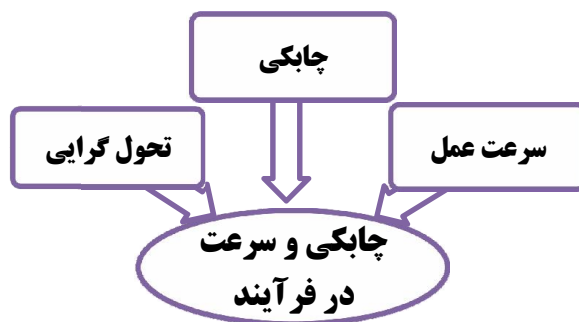 چابکی
سرعت عمل
تحول گرایی
چابکی و سرعت
در فرآیند